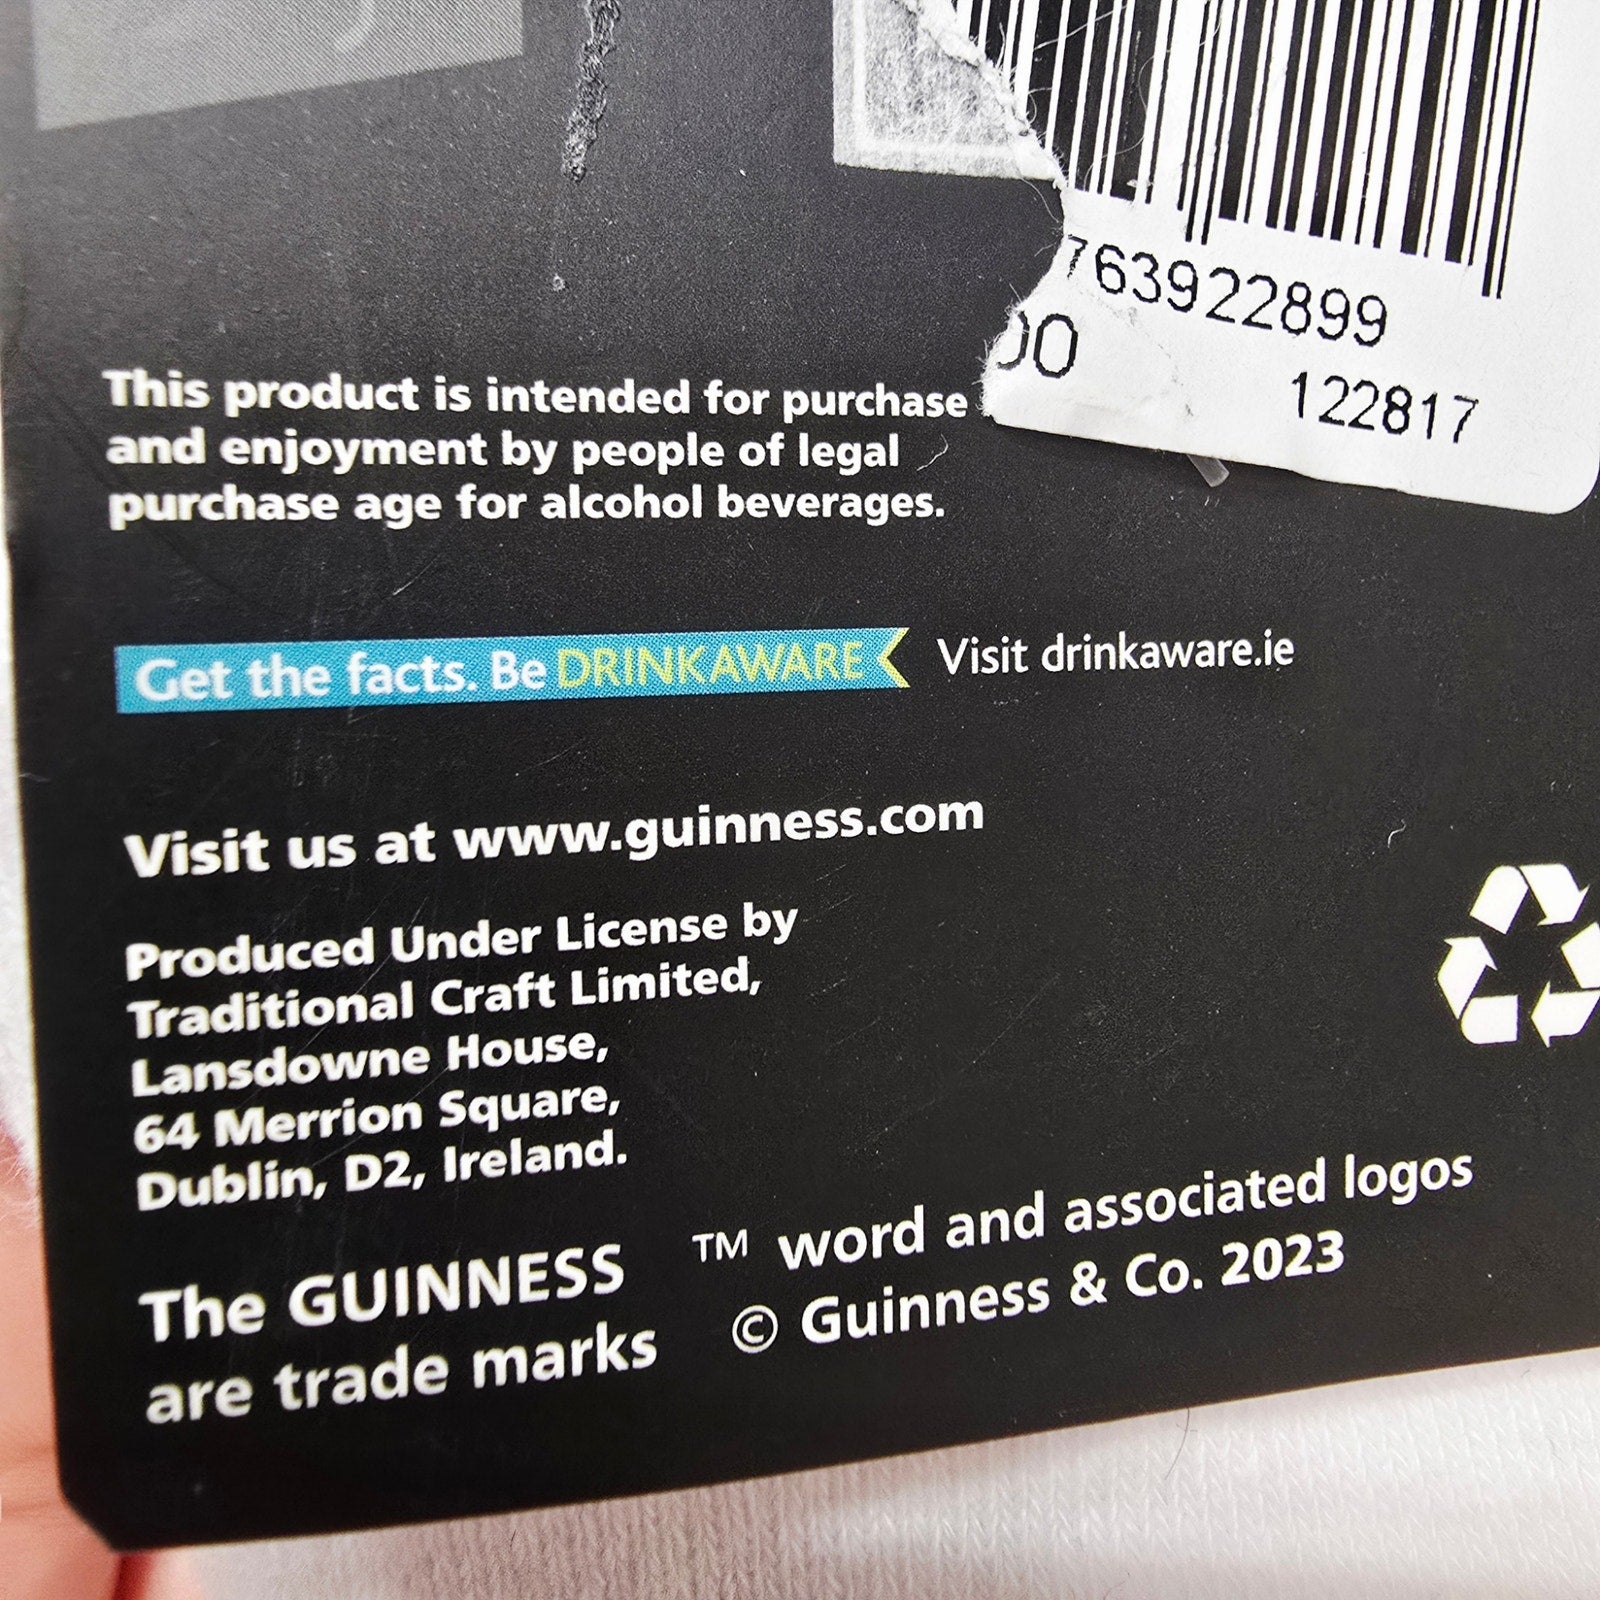 763922899
00
122817
This product is intended for purchase
and enjoyment by people of legal
purchase age for alcohol beverages.
Get the facts. Be DRINKAWARE Visit drinkaware.ie
Visit us at www.guinness.com
Produced Under License by
Traditional Craft Limited,
Lansdowne House,
64 Merrion Square,
Dublin, D2, Ireland.
The GUINNESS ™ word and associated logos
are trade marks © Guinness & Co. 2023